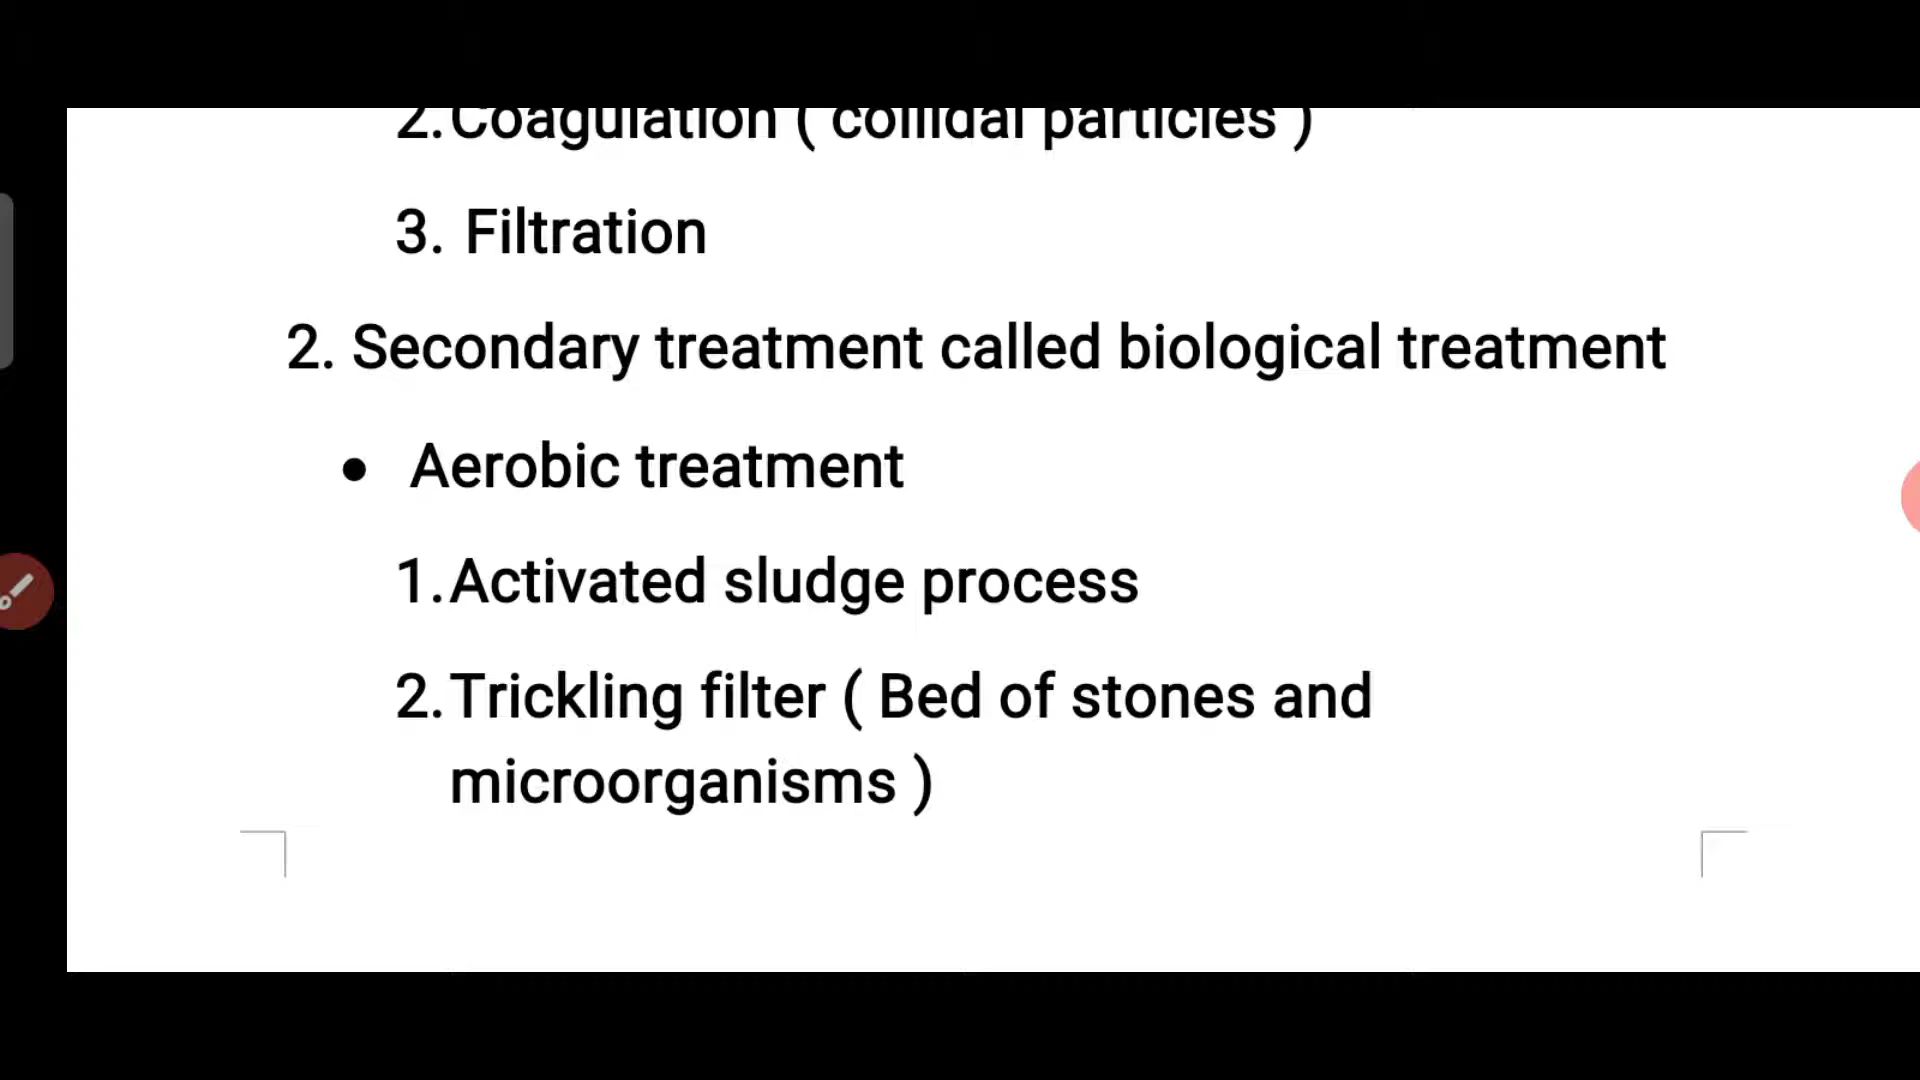 2. Coagulation ( collidal particles )
3. Filtration
2. Secondary treatment called biological treatment
• Aerobic treatment
1. Activated sludge process
2. Trickling filter ( Bed of stones and
microorganisms )